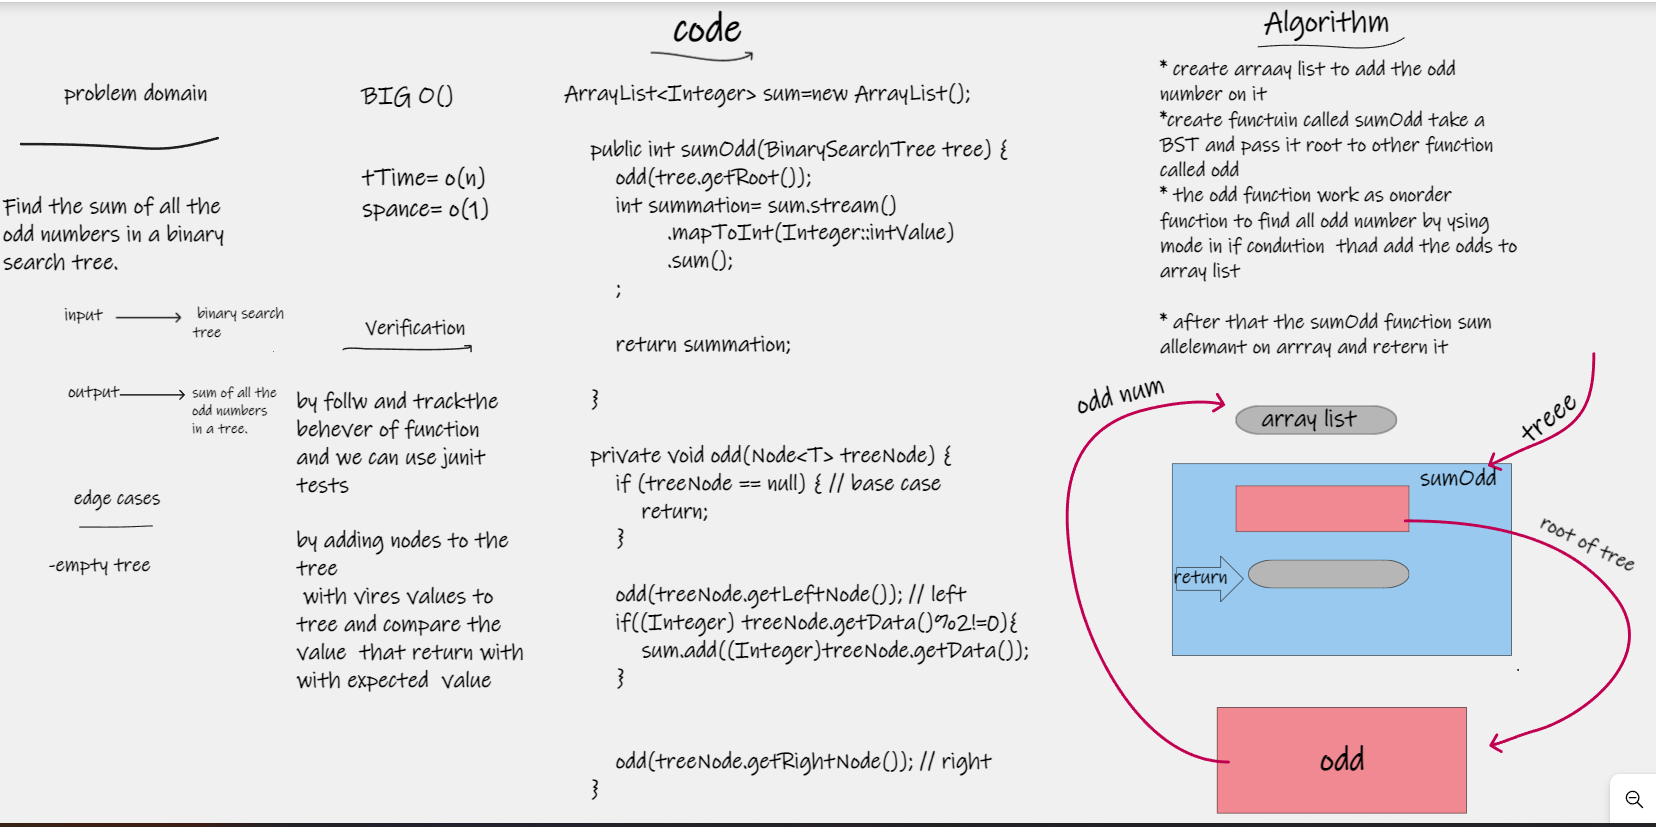 problem domain
Find the sum of all the
odd numbers in a binary
search tree.
input
binary search
tree
output
sum of all the
odd numbers
in a tree.
edge cases
-empty tree
BIG O()
tTime= o(n)
spance= o(1)
Verification
by follw and trackthe
behever of function
and we can use junit
tests
by adding nodes to the
tree
with vires values to
tree and compare the
value that return with
with expected value
code
ArrayList<Integer> sum=new ArrayList();
public int sumOdd(BinarySearchTree tree) {
odd(tree.getRoot());
int summation= sum.stream()
.mapToInt(Integer::intValue)
.sum();
;
return summation;
}
private void odd(Node<T> treeNode) {
if (treeNode == null) { // base case
return;
}
odd(treeNode.getLeftNode()); // left
if((Integer) treeNode.getData()%2!=0){
sum.add((Integer)treeNode.getData());
}
odd(treeNode.getRightNode()); // right
}
Algorithm
* create arraay list to add the odd
number on it
*create functuin called sumOdd take a
BST and pass it root to other function
called odd
* the odd function work as onorder
function to find all odd number by ysing
mode in if condution thad add the odds to
array list
* after that the sumOdd function sum
allelemant on arrray and retern it
odd num
array list
treee
sumOdd
root of tree
return
odd